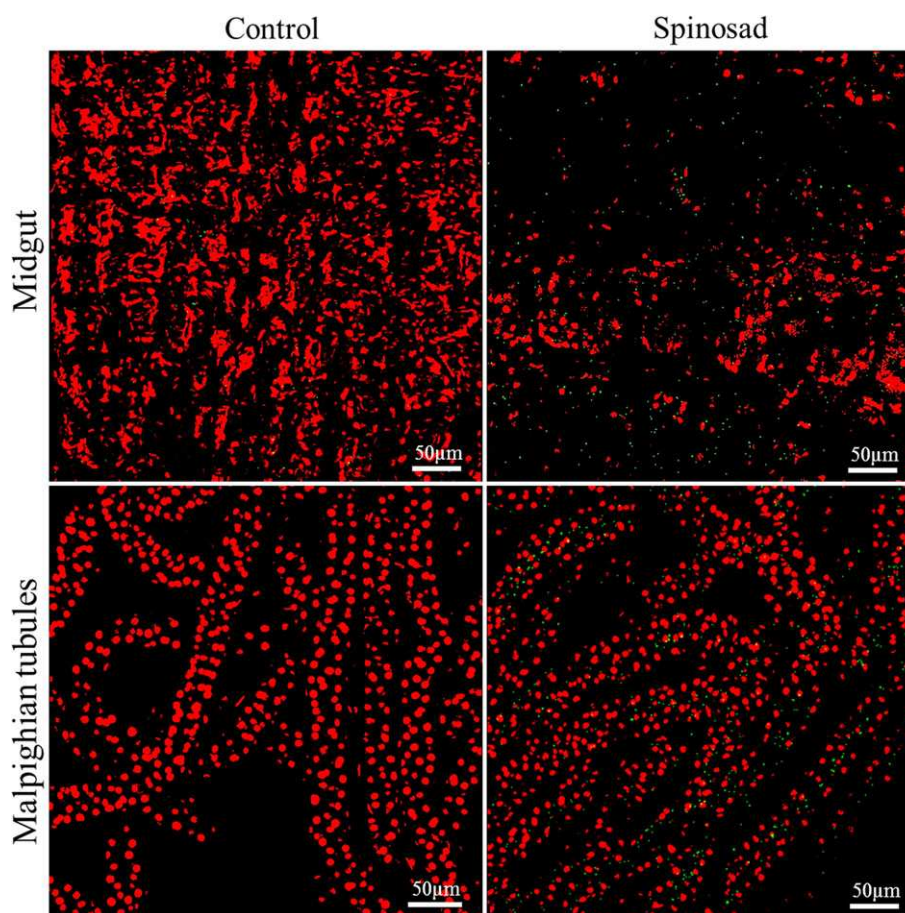 Control
Spinosad
Midgut
50µm
50µm
Malpighian tubules
50µm
50µm